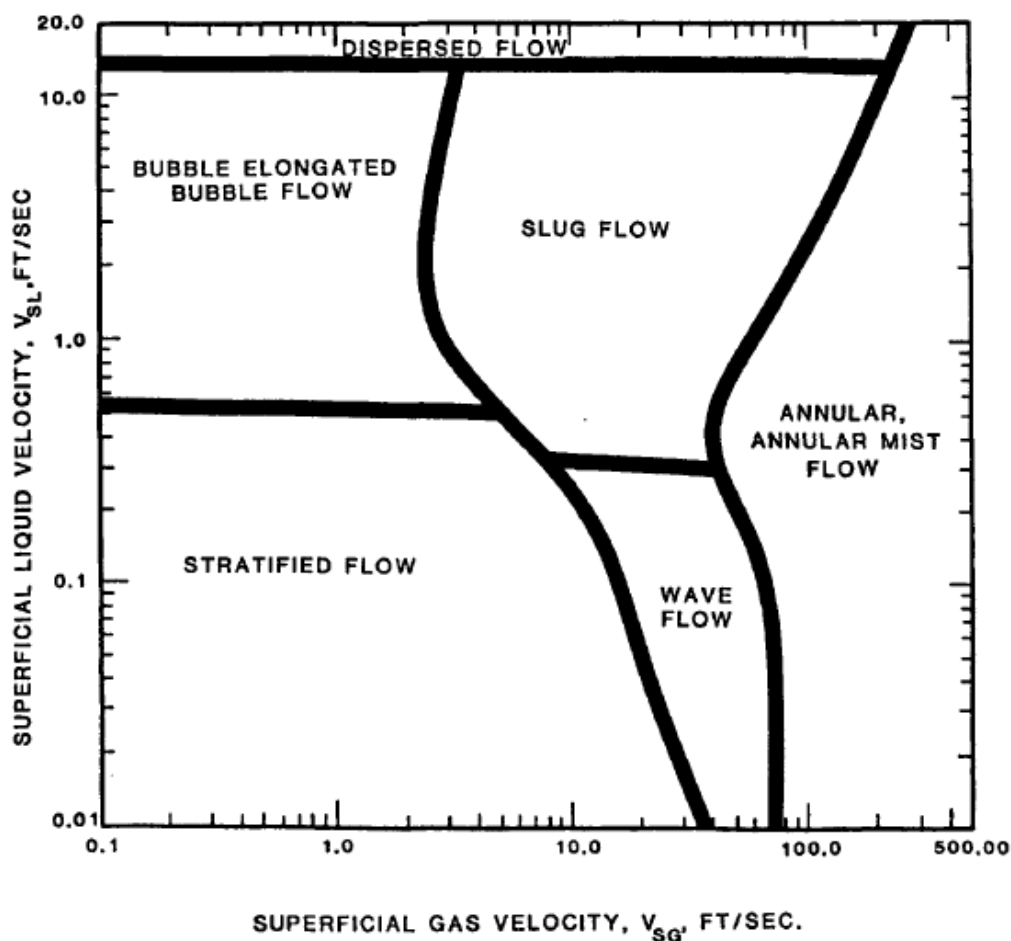 20.0
DISPERSED FLOW
10.0
BUBBLE ELONGATED
BUBBLE FLOW
SLUG FLOW
SUPERFICIAL LIQUID VELOCITY, VSL, FT/SEC
1.0
ANNULAR,
ANNULAR MIST
FLOW
STRATIFIED FLOW
0.1
WAVE
FLOW
0.01
0.1
1.0
10.0
100.0
500.00
SUPERFICIAL GAS VELOCITY, VSG, FT/SEC.